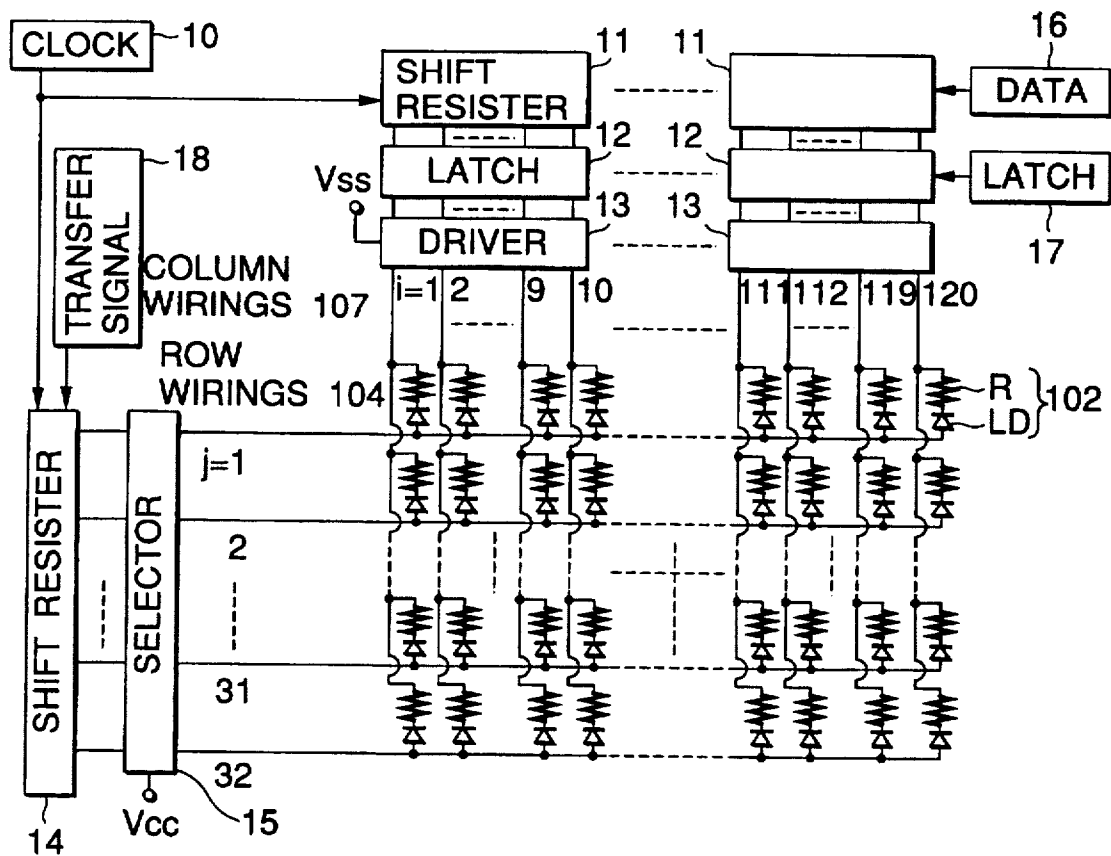 CLOCK
10
11
11
16
SHIFT
RESISTER
DATA
12
12
18
LATCH
LATCH
Vss
13
13
17
DRIVER
TRANSFER
SIGNAL
COLUMN
WIRINGS 107
i=1 2 9 10
111 112 119 120
ROW
WIRINGS 104
R
LD
102
j=1
2
31
32
SHIFT RESISTER
SELECTOR
14
Vcc
15